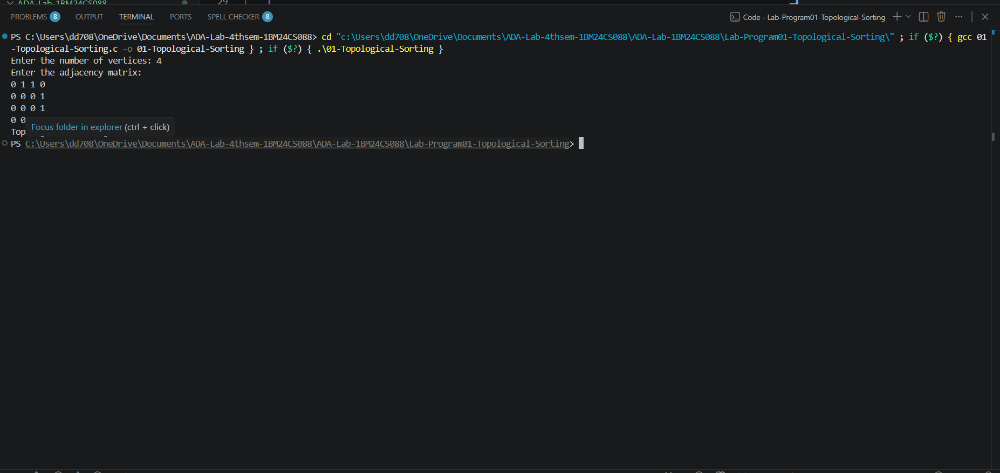 ADA-Lab-1BM24CS088
29 }
PROBLEMS 8 OUTPUT TERMINAL PORTS SPELL CHECKER 8 Code - Lab-Program01-Topological-Sorting
PS C:\Users\dd708\OneDrive\Documents\ADA-Lab-4thsem-1BM24CS088> cd "c:\Users\dd708\OneDrive\Documents\ADA-Lab-4thsem-1BM24CS088\ADA-Lab-1BM24CS088\Lab-Program01-Topological-Sorting\" ; if ($?) { gcc 01
-Topological-Sorting.c -o 01-Topological-Sorting } ; if ($?) { .\01-Topological-Sorting }
Enter the number of vertices: 4
Enter the adjacency matrix:
0 1 1 0
0 0 0 1
0 0 0 1
0 0
Focus folder in explorer (ctrl + click)
Top
PS C:\Users\dd708\OneDrive\Documents\ADA-Lab-4thsem-1BM24CS088\ADA-Lab-1BM24CS088\Lab-Program01-Topological-Sorting>